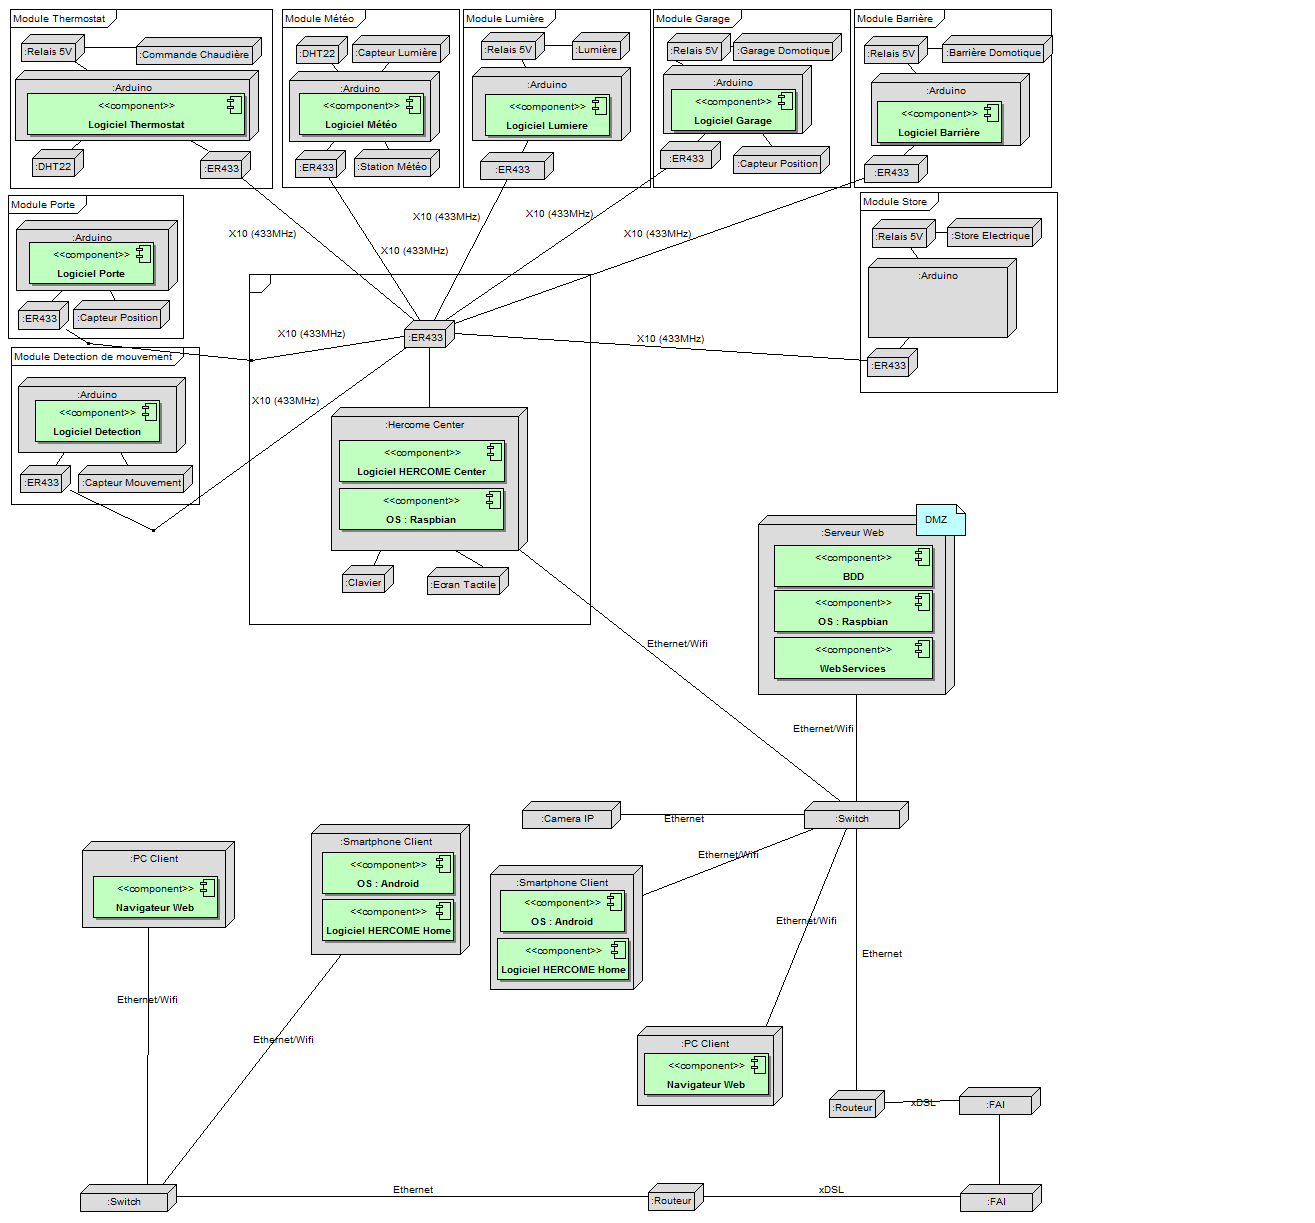 Module Thermostat
:Relais 5V
:Commande Chaudière
:Arduino
<<component>>
Logiciel Thermostat
:DHT22
:ER433
Module Météo
:DHT22
:Capteur Lumière
:Arduino
<<component>>
Logiciel Météo
:ER433
:Station Météo
Module Lumière
:Relais 5V
:Lumière
:Arduino
<<component>>
Logiciel Lumiere
:ER433
Module Garage
:Relais 5V
:Garage Domotique
:Arduino
<<component>>
Logiciel Garage
:ER433
:Capteur Position
Module Barrière
:Relais 5V
:Barrière Domotique
:Arduino
<<component>>
Logiciel Barrière
:ER433
Module Porte
:Arduino
<<component>>
Logiciel Porte
:ER433
:Capteur Position
Module Store
:Relais 5V
:Store Electrique
:Arduino
:ER433
X10 (433MHz)
X10 (433MHz)
X10 (433MHz)
X10 (433MHz)
X10 (433MHz)
X10 (433MHz)
X10 (433MHz)
X10 (433MHz)
Module Detection de mouvement
:Arduino
<<component>>
Logiciel Detection
:ER433
:Capteur Mouvement
:ER433
:Hercome Center
<<component>>
Logiciel HERCOME Center
<<component>>
OS : Raspbian
:Clavier
:Ecran Tactile
Ethernet/Wifi
DMZ
:Serveur Web
<<component>>
BDD
<<component>>
OS : Raspbian
<<component>>
WebServices
Ethernet/Wifi
:Camera IP
Ethernet
:Switch
Ethernet/Wifi
:PC Client
<<component>>
Navigateur Web
:Smartphone Client
<<component>>
OS : Android
<<component>>
Logiciel HERCOME Home
:Smartphone Client
<<component>>
OS : Android
<<component>>
Logiciel HERCOME Home
Ethernet/Wifi
Ethernet
Ethernet/Wifi
Ethernet/Wifi
:PC Client
<<component>>
Navigateur Web
:Routeur
xDSL
:FAI
:Switch
Ethernet
:Routeur
xDSL
:FAI